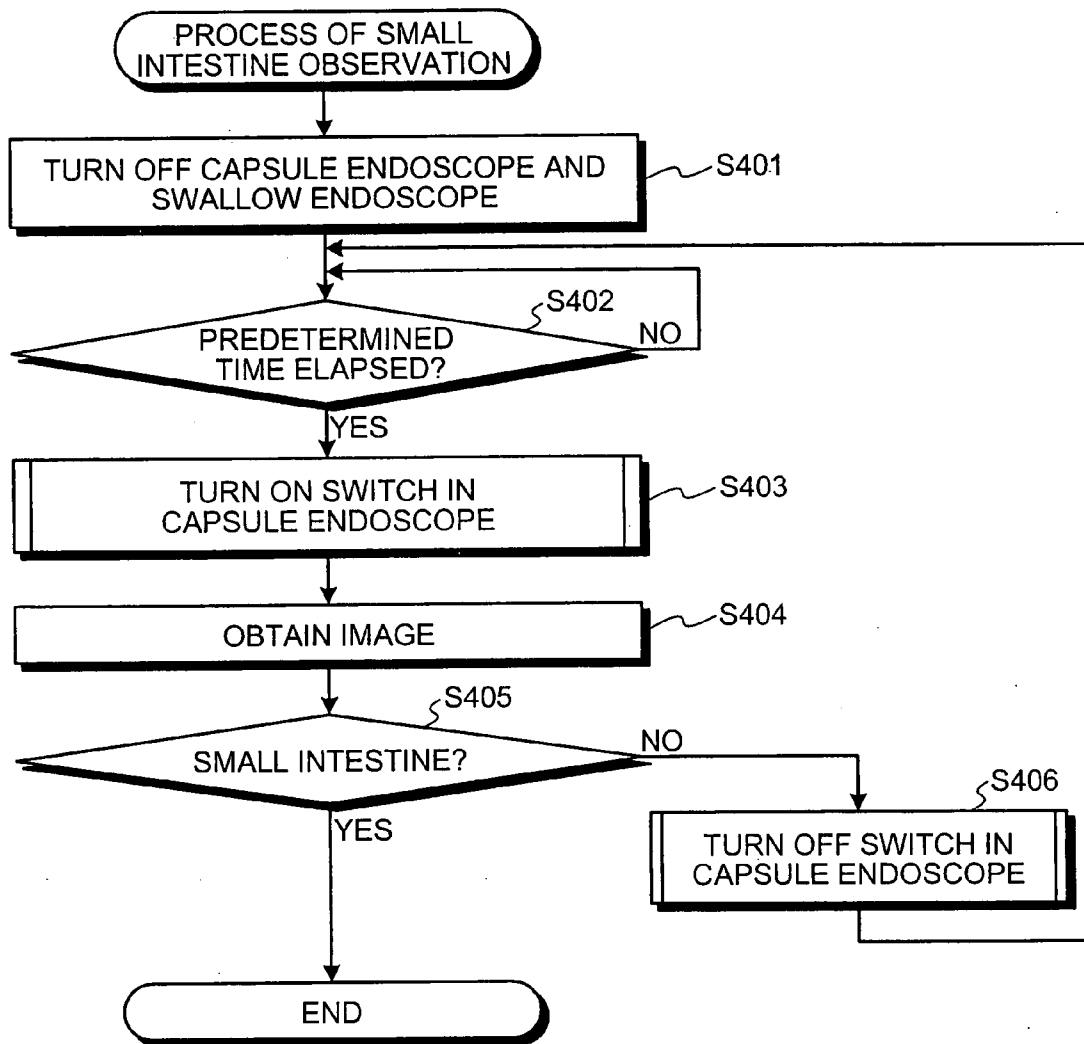 PROCESS OF SMALL
INTESTINE OBSERVATION
TURN OFF CAPSULE ENDOSCOPE AND
SWALLOW ENDOSCOPE
S401
S402
PREDETERMINED
TIME ELAPSED?
NO
YES
TURN ON SWITCH IN
CAPSULE ENDOSCOPE
S403
OBTAIN IMAGE
S404
S405
SMALL INTESTINE?
NO
YES
S406
TURN OFF SWITCH IN
CAPSULE ENDOSCOPE
END